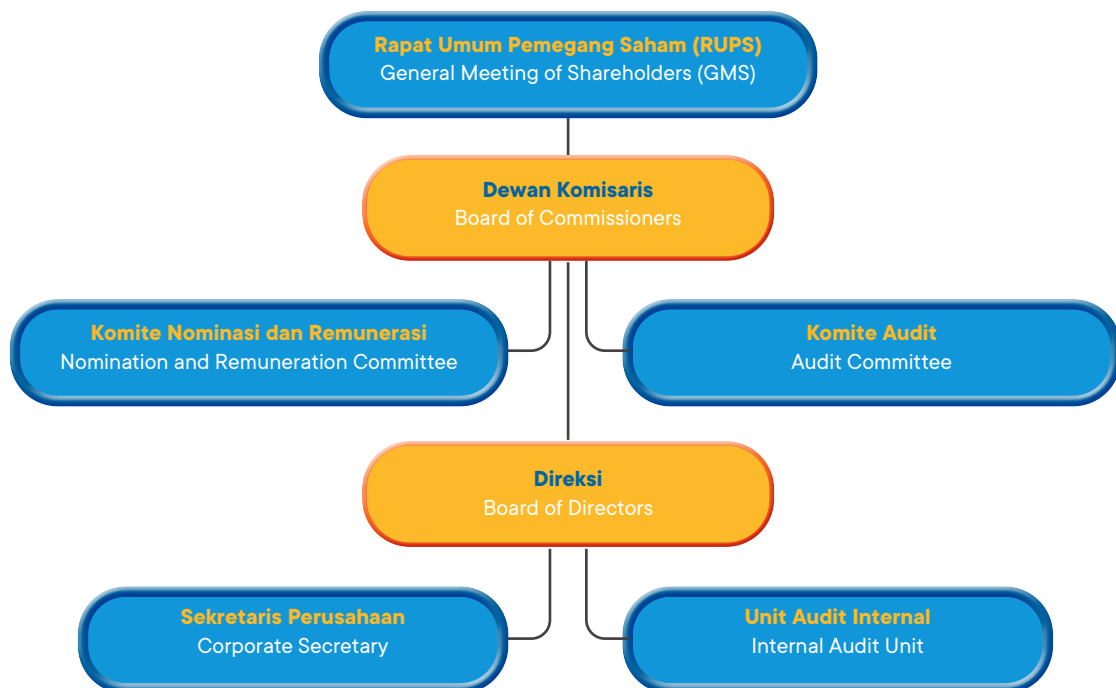 Rapat Umum Pemegang Saham (RUPS)
General Meeting of Shareholders (GMS)
Dewan Komisaris
Board of Commissioners
Komite Nominasi dan Remunerasi
Nomination and Remuneration Committee
Komite Audit
Audit Committee
Direksi
Board of Directors
Sekretaris Perusahaan
Corporate Secretary
Unit Audit Internal
Internal Audit Unit